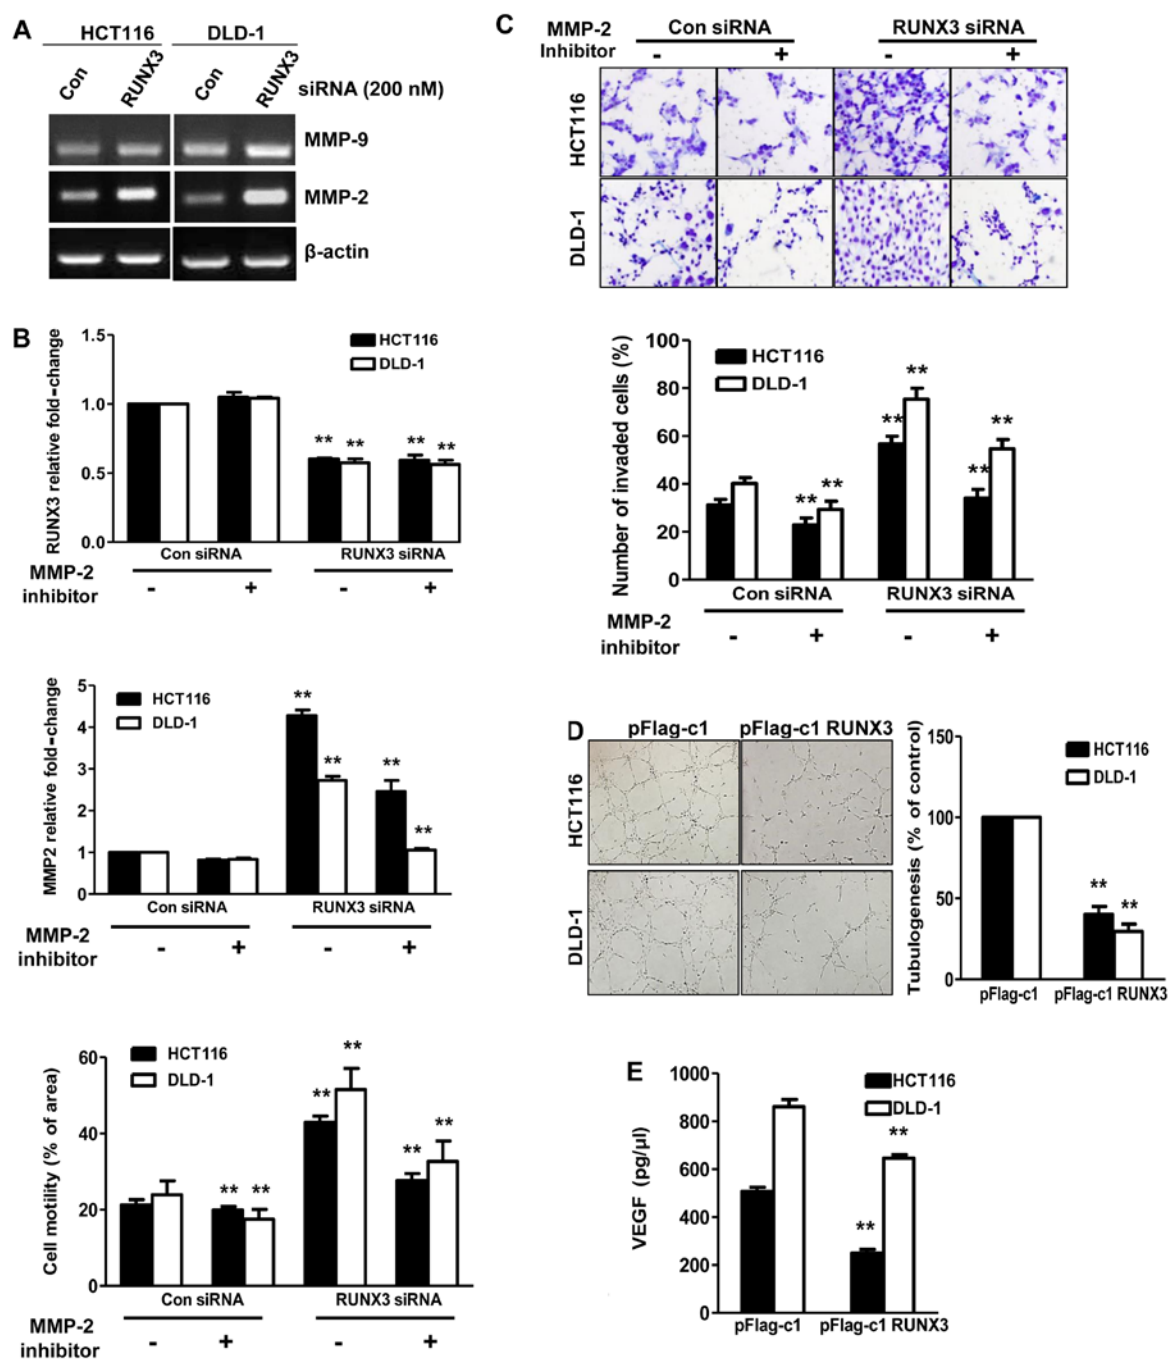 A
HCT116 DLD-1
Con RUNX3 Con RUNX3 siRNA (200 nM)
MMP-9
MMP-2
β-actin
B
1.5
1.0
0.5
0.0
RUNX3 relative fold-change
HCT116
DLD-1
** ** ** **
Con siRNA RUNX3 siRNA
MMP-2
inhibitor - + - +
5
4
3
2
1
0
MMP2 relative fold-change
HCT116
DLD-1
** ** ** **
Con siRNA RUNX3 siRNA
MMP-2
inhibitor - + - +
60
40
20
0
Cell motility (% of area)
HCT116
DLD-1
** ** ** ** ** **
Con siRNA RUNX3 siRNA
MMP-2
inhibitor - + - +
C
MMP-2 Con siRNA RUNX3 siRNA
Inhibitor - + - +
HCT116
DLD-1
100
80
60
40
20
0
Number of invaded cells (%)
HCT116
DLD-1
** ** ** ** ** **
Con siRNA RUNX3 siRNA
MMP-2
inhibitor - + - +
D
pFlag-c1 pFlag-c1 RUNX3
HCT116
DLD-1
150
100
50
0
Tubulogenesis (% of control)
HCT116
DLD-1
** **
pFlag-c1 pFlag-c1 RUNX3
E
1000
800
600
400
200
0
VEGF (pg/µl)
HCT116
DLD-1
** **
pFlag-c1 pFlag-c1 RUNX3